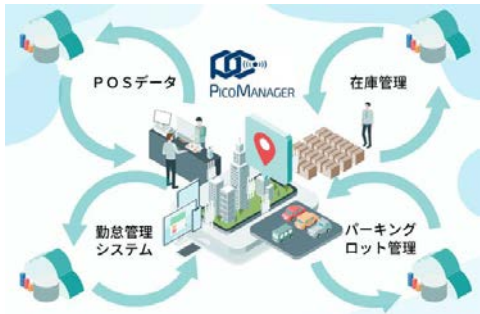 POSデータ
PICOMANAGER
在庫管理
勤怠管理
システム
パーキング
ロット管理